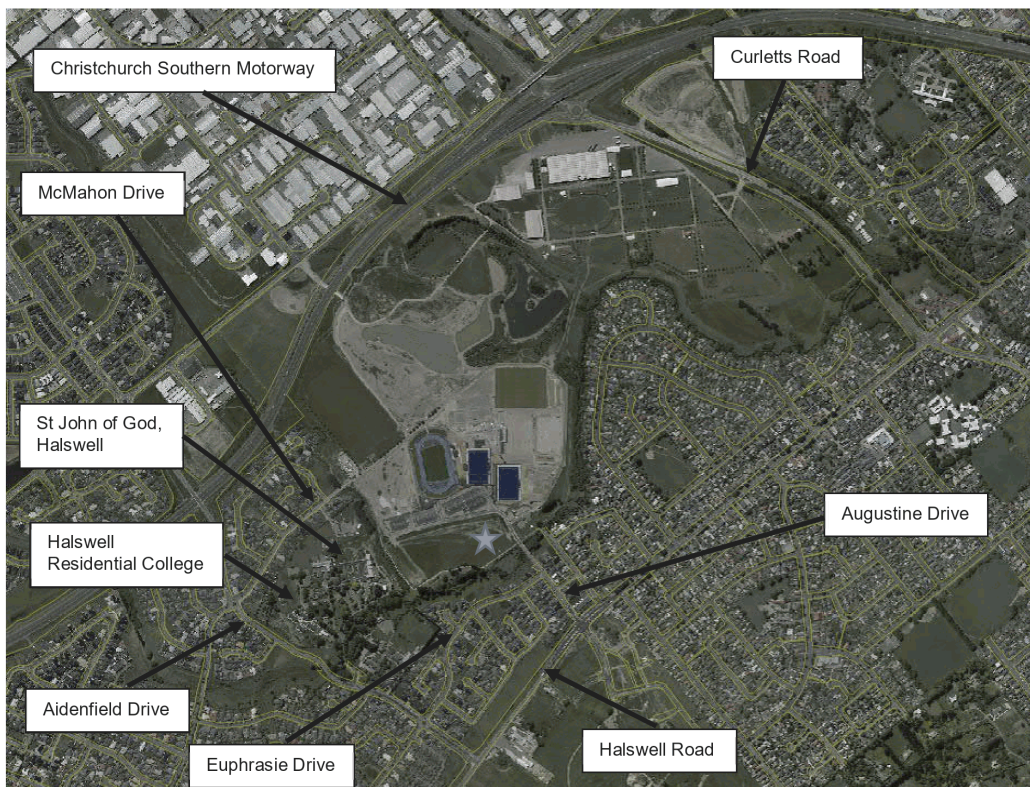 Christchurch Southern Motorway
Curletts Road
McMahon Drive
St John of God,
Halswell
Halswell
Residential College
Augustine Drive
Aidenfield Drive
Euphrasie Drive
Halswell Road